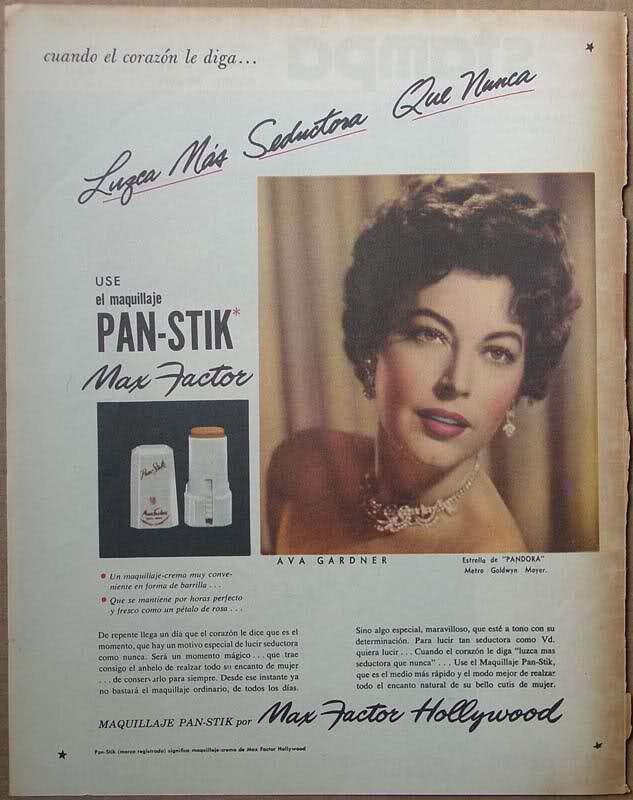 cuando el corazón le diga...
Luzca Más Seductora Que Nunca
USE
el maquillaje
PAN-STIK*
Max Factor
Pan-Stik
Max Factor
AVA GARDNER
Estrella de "PANDORA"
Metro Goldwyn Mayer.
• Un maquillaje-crema muy conve-
niente en forma de barrilla...
• Que se mantiene por horas perfecto
y fresco como un pétalo de rosa...
De repente llega un día que el corazón le dice que es el
momento, que hay un motivo especial de lucir seductora
como nunca. Será un momento mágico... que trae
consigo el anhelo de realzar todo su encanto de mujer
...de conservarlo para siempre. Desde ese instante ya
no bastará el maquillaje ordinario, de todos los días.
Sino algo especial, maravilloso, que esté a tono con su
determinación. Para lucir tan seductora como Vd.
quiera lucir... Cuando el corazón le diga "luzca mas
seductora que nunca"... Use el Maquillaje Pan-Stik,
que es el medio más rápido y el modo mejor de realzar
todo el encanto natural de su bello cutis de mujer.
MAQUILLAJE PAN-STIK por Max Factor Hollywood
Pan-Stik (marca registrada) significa maquillaje-crema de Max Factor Hollywood